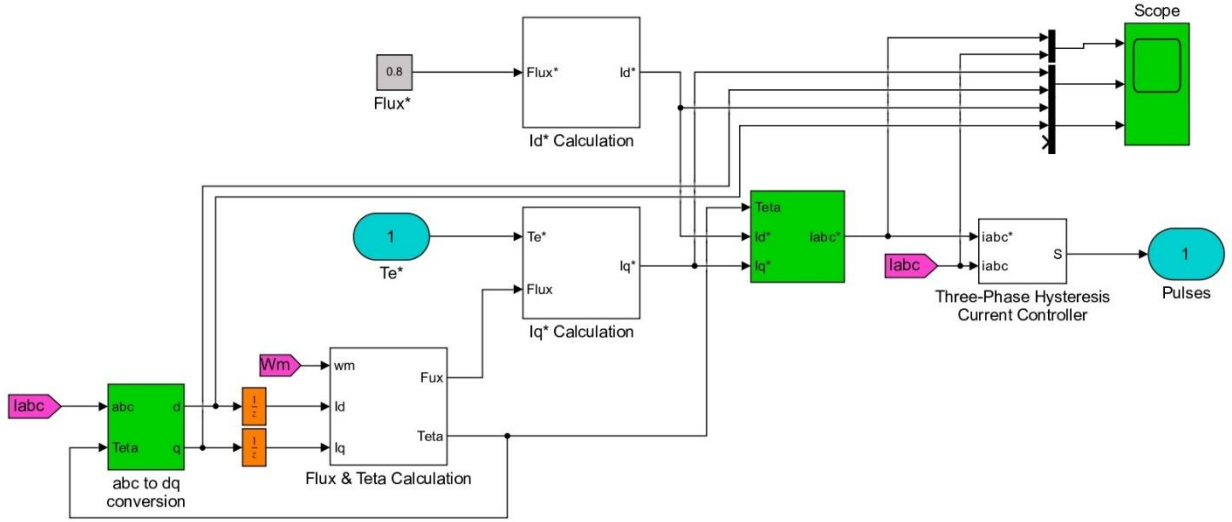 Scope
0.8
Flux*
Flux*
Id*
Id* Calculation
Teta
Id*
Iq*
Iabc*
1
Te*
Te*
Flux
Iq*
Iq* Calculation
Iabc
iabc*
iabc
S
Three-Phase Hysteresis
Current Controller
1
Pulses
Wm
wm
Id
Iq
Fux
Teta
Flux & Teta Calculation
Iabc
abc
Teta
d
q
abc to dq
conversion
1
z
1
z